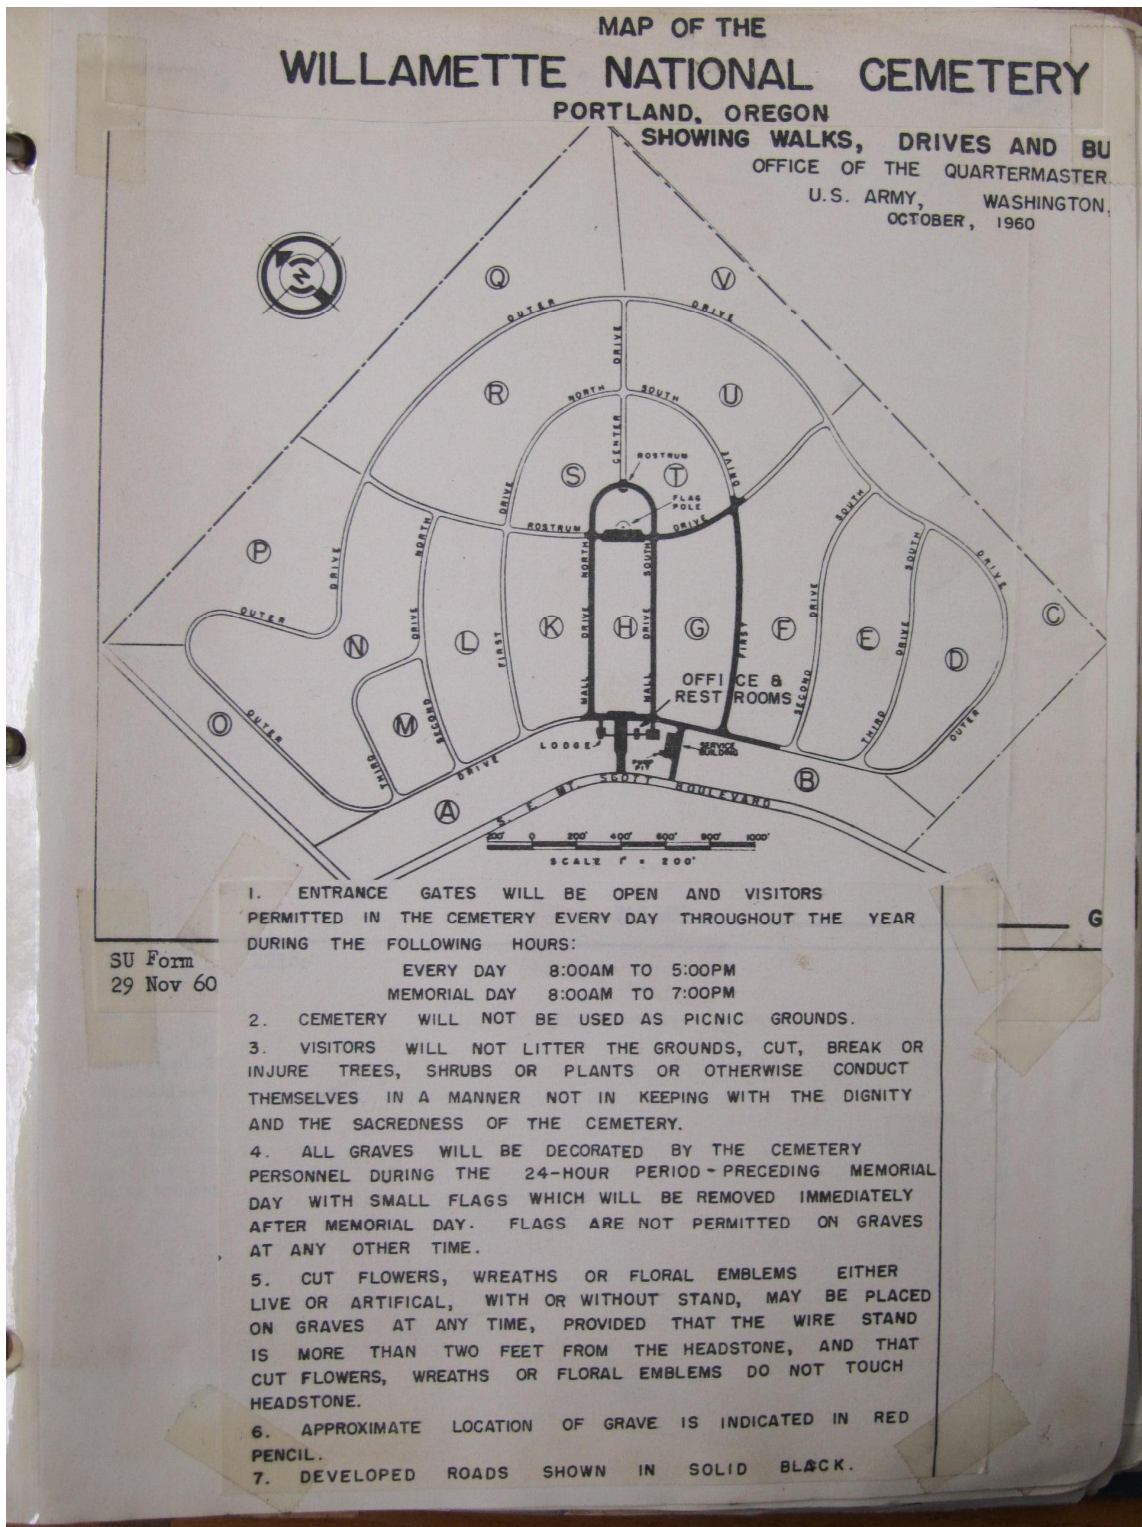 MAP OF THE
WILLAMETTE NATIONAL CEMETERY
PORTLAND, OREGON
SHOWING WALKS, DRIVES AND BU
OFFICE OF THE QUARTERMASTER
U.S. ARMY, WASHINGTON,
OCTOBER, 1960
N
Q
V
OUTER
DRIVE
DRIVE
R
U
NORTH
SOUTH
CENTER
ROSTRUM
DRIVE
S
T
FLAG
POLE
DRIVE
ROSTRUM
DRIVE
NORTH
NORTH
SOUTH
SOUTH
SOUTH
DRIVE
P
DRIVE
OUTER
DRIVE
DRIVE
DRIVE
DRIVE
DRIVE
C
N
L
K
H
G
F
E
D
FIRST
FIRST
MALL
MALL
OFFICE &
REST ROOMS
SECOND
THIRD
OUTER
O
OUTER
M
SECOND
THIRD
DRIVE
LODGE
SERVICE
BUILDING
PIT
A
B
S. E. MT. SCOTT BOULEVARD
200' 0 200' 400' 600' 800' 1000'
SCALE 1" = 200'
G
SU Form
29 Nov 60
1. ENTRANCE GATES WILL BE OPEN AND VISITORS
PERMITTED IN THE CEMETERY EVERY DAY THROUGHOUT THE YEAR
DURING THE FOLLOWING HOURS:
EVERY DAY 8:00AM TO 5:00PM
MEMORIAL DAY 8:00AM TO 7:00PM
2. CEMETERY WILL NOT BE USED AS PICNIC GROUNDS.
3. VISITORS WILL NOT LITTER THE GROUNDS, CUT, BREAK OR
INJURE TREES, SHRUBS OR PLANTS OR OTHERWISE CONDUCT
THEMSELVES IN A MANNER NOT IN KEEPING WITH THE DIGNITY
AND THE SACREDNESS OF THE CEMETERY.
4. ALL GRAVES WILL BE DECORATED BY THE CEMETERY
PERSONNEL DURING THE 24-HOUR PERIOD-PRECEDING MEMORIAL
DAY WITH SMALL FLAGS WHICH WILL BE REMOVED IMMEDIATELY
AFTER MEMORIAL DAY. FLAGS ARE NOT PERMITTED ON GRAVES
AT ANY OTHER TIME.
5. CUT FLOWERS, WREATHS OR FLORAL EMBLEMS EITHER
LIVE OR ARTIFICAL, WITH OR WITHOUT STAND, MAY BE PLACED
ON GRAVES AT ANY TIME, PROVIDED THAT THE WIRE STAND
IS MORE THAN TWO FEET FROM THE HEADSTONE, AND THAT
CUT FLOWERS, WREATHS OR FLORAL EMBLEMS DO NOT TOUCH
HEADSTONE.
6. APPROXIMATE LOCATION OF GRAVE IS INDICATED IN RED
PENCIL.
7. DEVELOPED ROADS SHOWN IN SOLID BLACK.